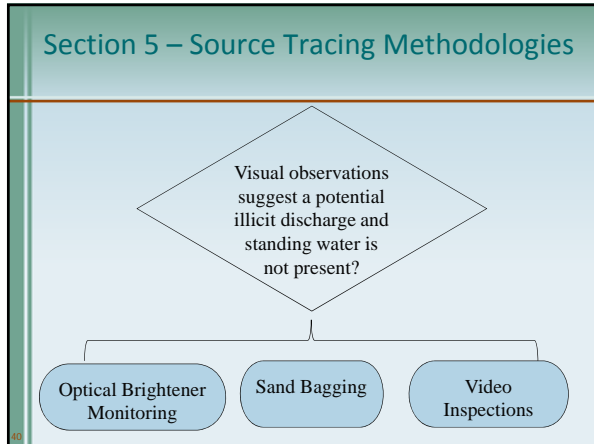 Section 5 – Source Tracing Methodologies
Visual observations
suggest a potential
illicit discharge and
standing water is
not present?
Optical Brightener
Monitoring
Sand Bagging
Video
Inspections
40